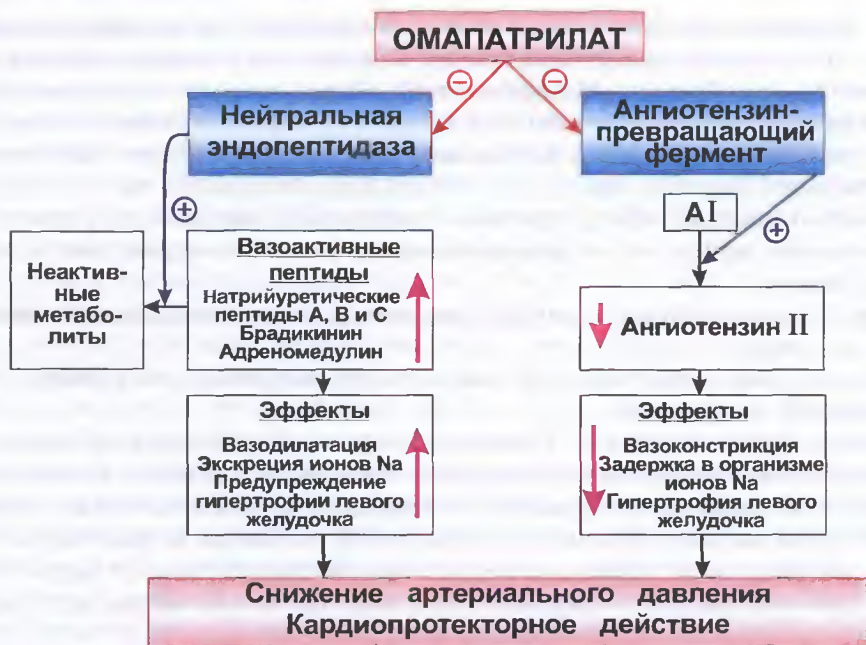 ОМАПАТРИЛАТ
⊖
⊖
Нейтральная
эндопептидаза
Ангиотензин-
превращающий
фермент
⊕
АI
⊕
Неактив-
ные
метабо-
литы
Вазоактивные
пептиды
Натрийуретические
пептиды А, В и С
Брадикинин
Адреномедулин
Ангиотензин II
Эффекты
Вазодилатация
Экскреция ионов Na
Предупреждение
гипертрофии левого
желудочка
Эффекты
Вазоконстрикция
Задержка в организме
ионов Na
Гипертрофия левого
желудочка
Снижение артериального давления
Кардиопротекторное действие